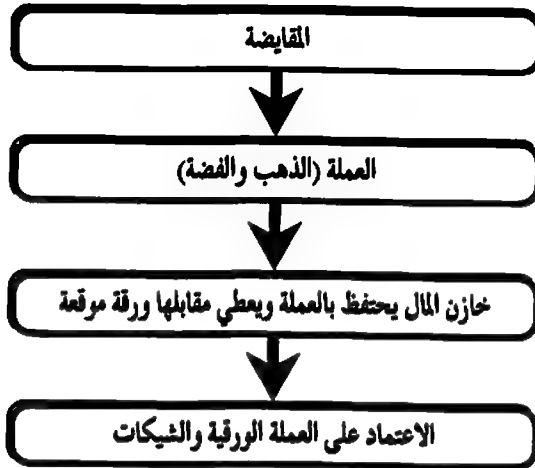 المقايضة
العملة (الذهب والفضة)
خازن المال يحتفظ بالعملة ويعطي مقابلها ورقة موقعة
الاعتماد على العملة الورقية والشيكات